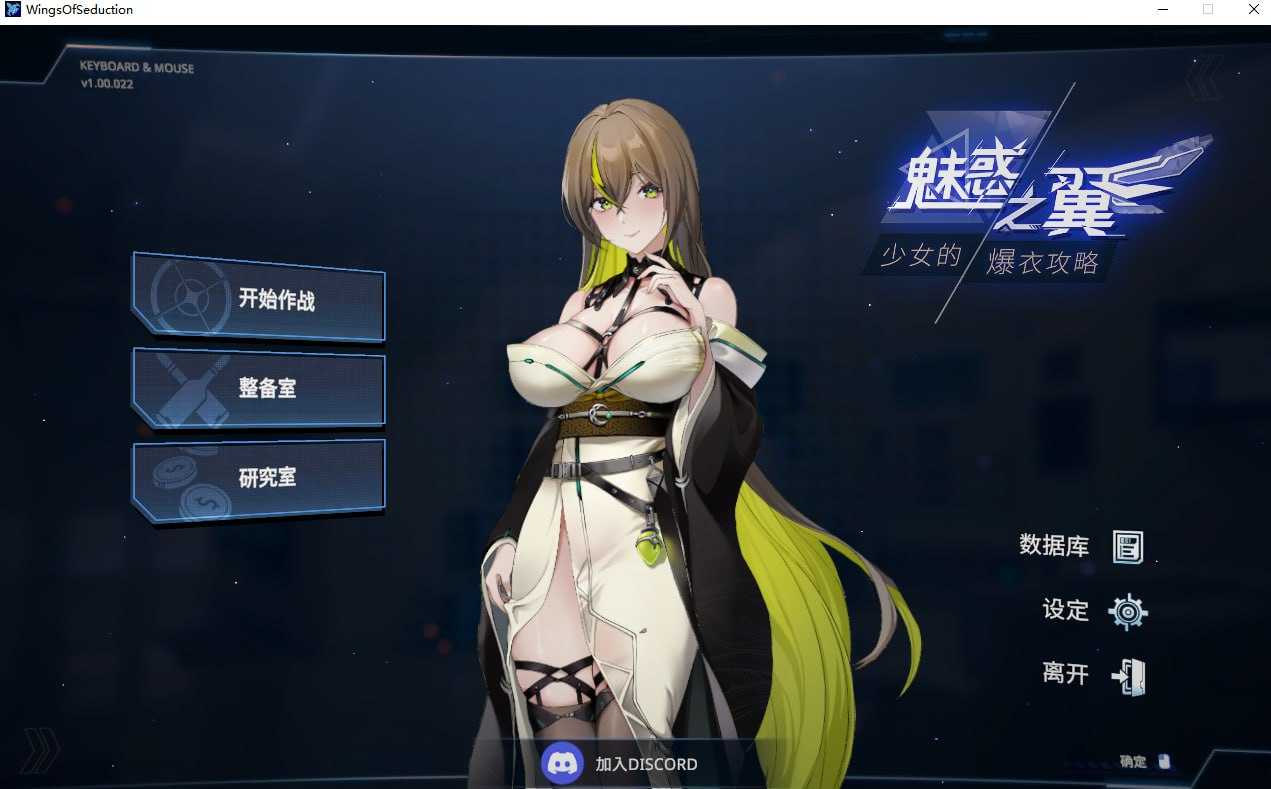 WingsOfSeduction
KEYBOARD & MOUSE
v1.00.022
魅惑之翼
少女的 爆衣攻略
开始作战
整备室
研究室
数据库
设定
离开
加入DISCORD
确定